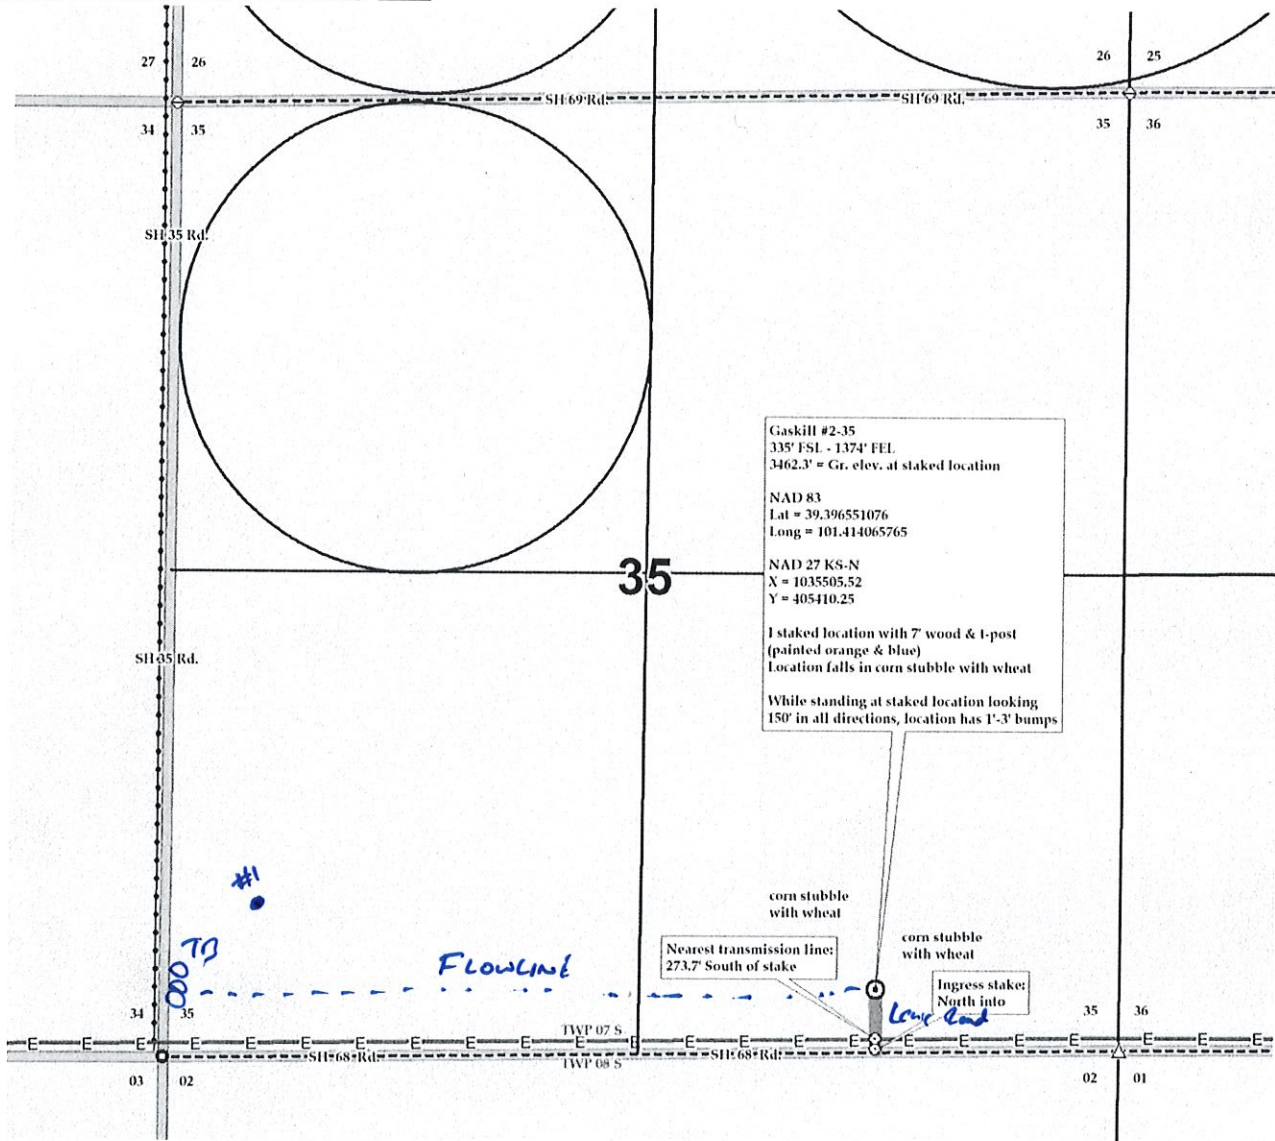 27 26
26 25
SH 69 Rd.
SH 69 Rd.
34 35
35 36
SH 35 Rd.
Gaskill #2-35
335' FSL - 1374' FEL
3462.3' = Gr. elev. at staked location
NAD 83
Lat = 39.396551076
Long = 101.414065765
NAD 27 KS-N
X = 1035505.52
Y = 405410.25
I staked location with 7' wood & t-post
(painted orange & blue)
Location falls in corn stubble with wheat
While standing at staked location looking
150' in all directions, location has 1'-3' bumps
35
SH 35 Rd.
#1
corn stubble
with wheat
corn stubble
with wheat
TB
FLOWLINE
Nearest transmission line:
273.7' South of stake
Ingress stake:
North into
Lease Road
34 35
35 36
TWP 07 S
E E E E E E E E E E E E E E E E E E E E E E
SH 68 Rd.
TWP 08 S
SH 68 Rd.
03 02
02 01